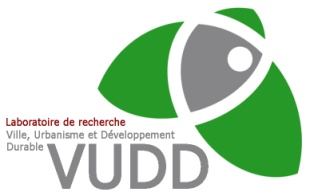 Laboratoire de recherche
Ville, Urbanisme et Développement
Durable
VUDD